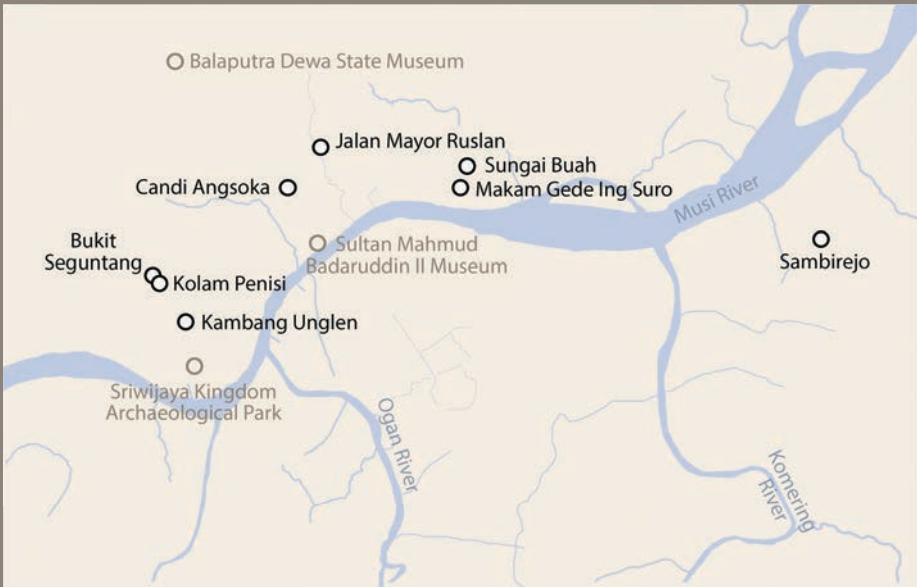 Balaputra Dewa State Museum
Jalan Mayor Ruslan
Sungai Buah
Candi Angsoka
Makam Gede Ing Suro
Musi River
Bukit
Seguntang
Sultan Mahmud
Badaruddin II Museum
Sambirejo
Kolam Penisi
Kambang Unglen
Sriwijaya Kingdom
Archaeological Park
Ogan River
Komering
River